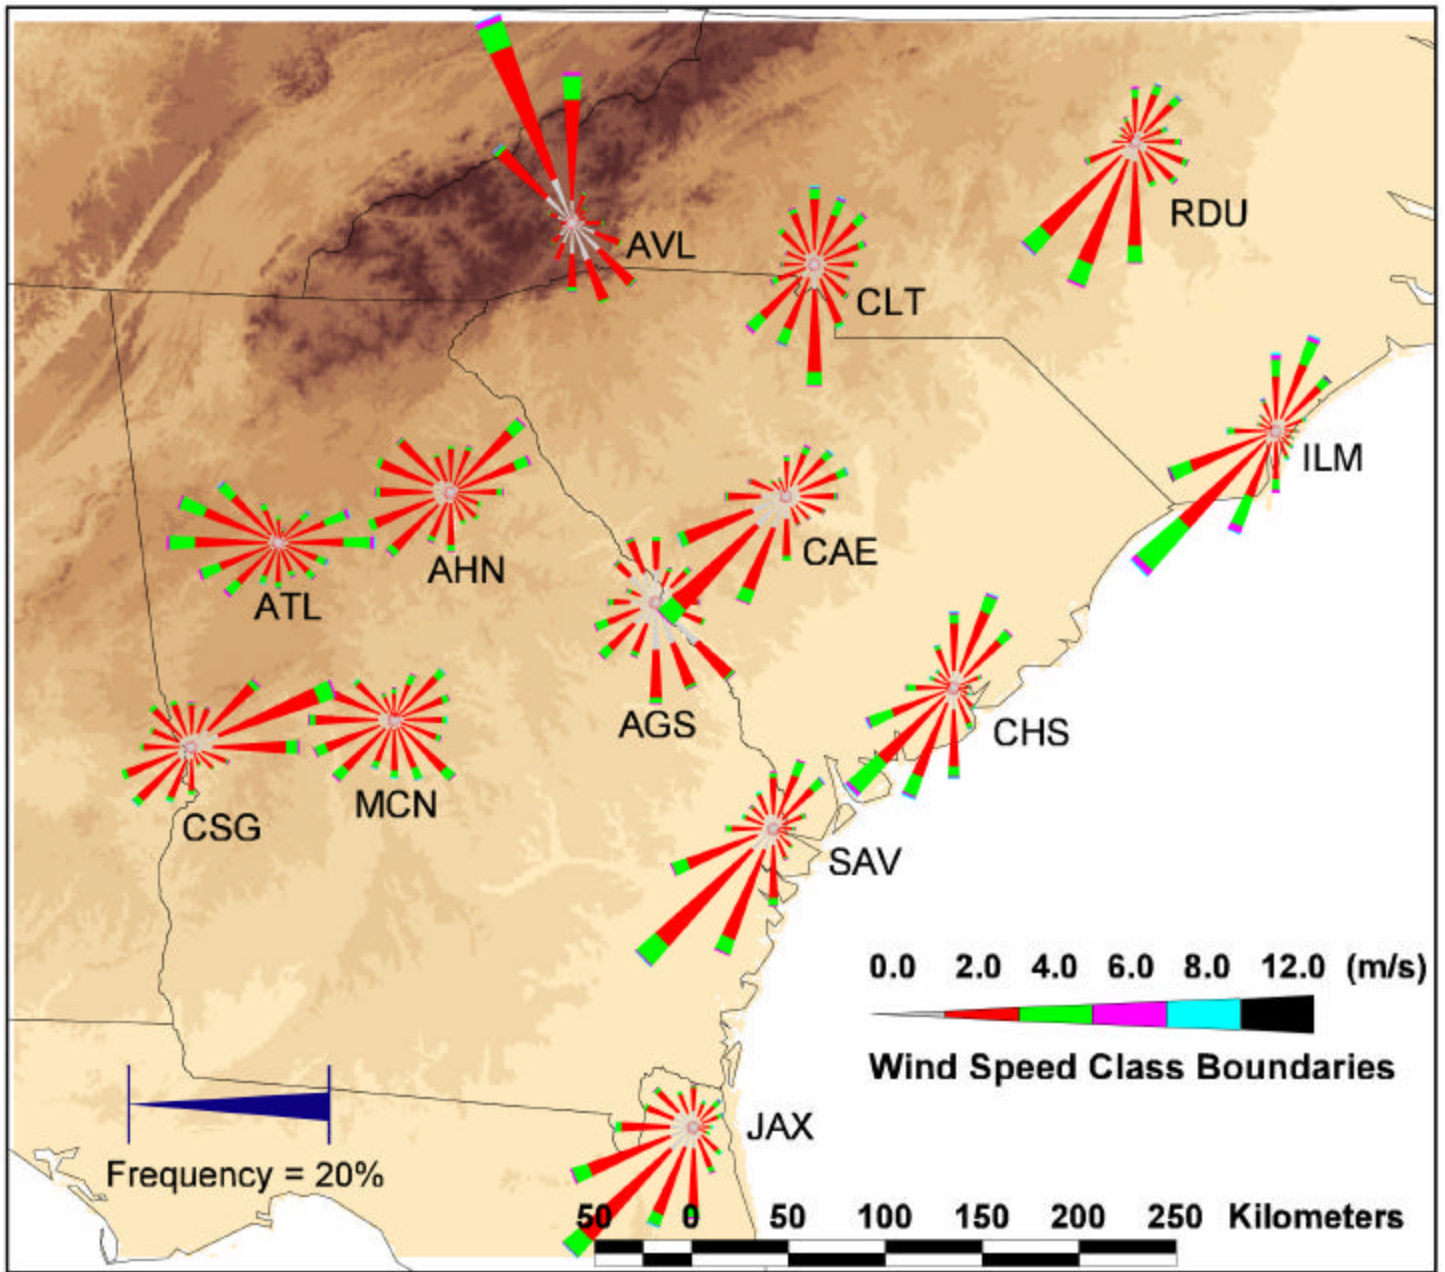 RDU
AVL
CLT
ILM
CAE
AHN
ATL
AGS
CHS
MCN
CSG
SAV
0.0 2.0 4.0 6.0 8.0 12.0 (m/s)
Wind Speed Class Boundaries
JAX
Frequency = 20%
50 0 50 100 150 200 250 Kilometers